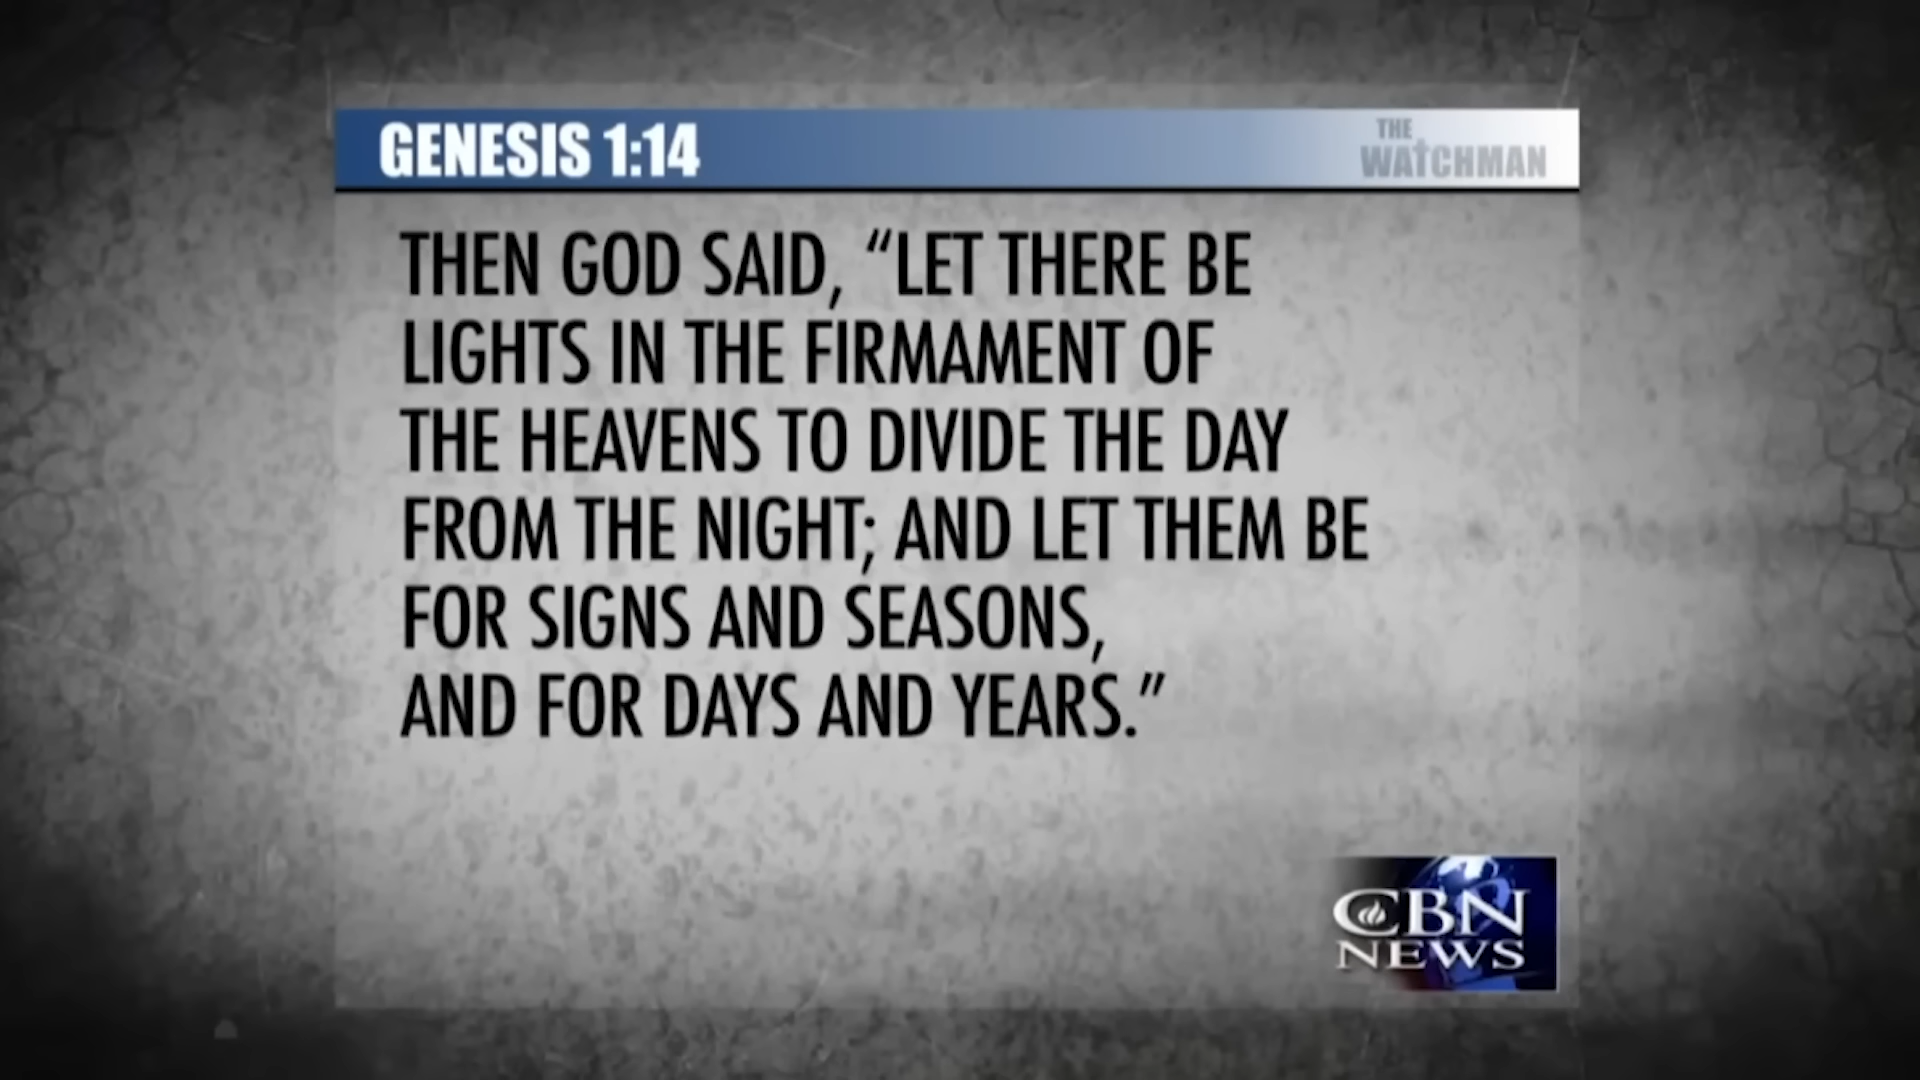 GENESIS 1:14
THE
WATCHMAN
THEN GOD SAID, “LET THERE BE
LIGHTS IN THE FIRMAMENT OF
THE HEAVENS TO DIVIDE THE DAY
FROM THE NIGHT; AND LET THEM BE
FOR SIGNS AND SEASONS,
AND FOR DAYS AND YEARS.”
CBN
NEWS